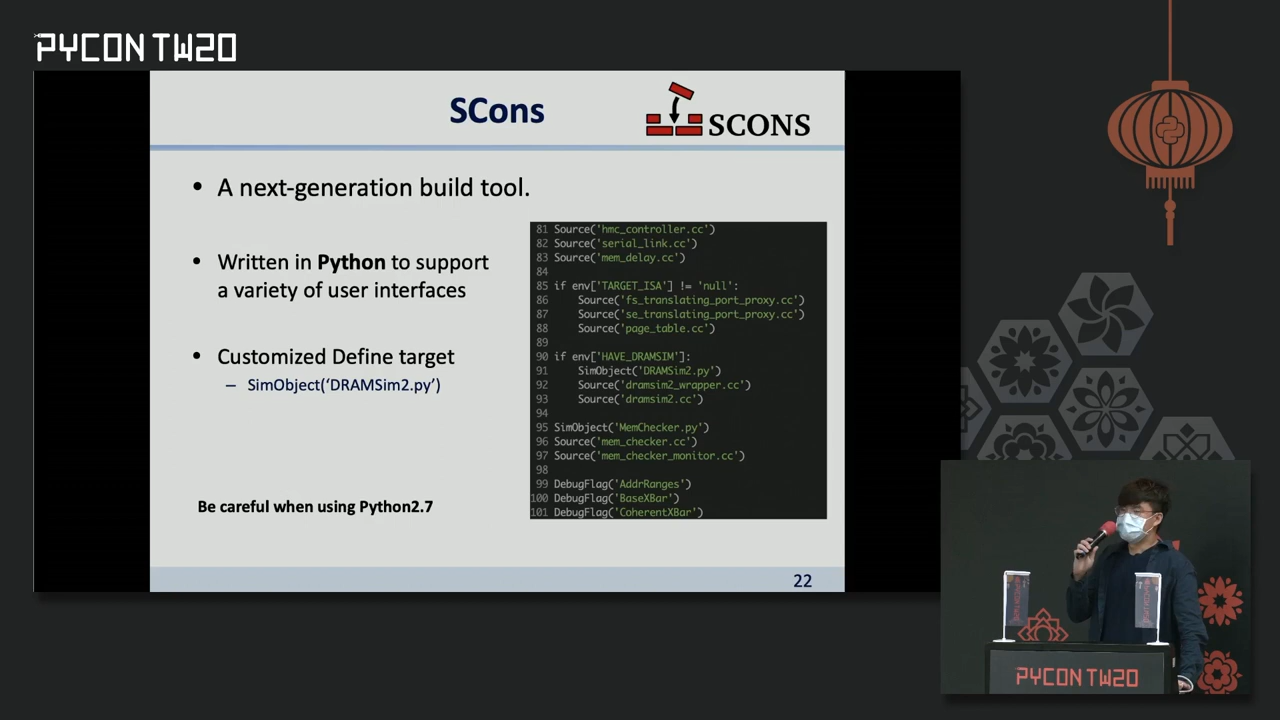 PYCON TW20
SCons
SCONS
• A next-generation build tool.
• Written in Python to support
a variety of user interfaces
• Customized Define target
– SimObject(‘DRAMSim2.py’)
Be careful when using Python2.7
81 Source('hmc_controller.cc')
82 Source('serial_link.cc')
83 Source('mem_delay.cc')
84
85 if env['TARGET_ISA'] != 'null':
86     Source('fs_translating_port_proxy.cc')
87     Source('se_translating_port_proxy.cc')
88     Source('page_table.cc')
89
90 if env['HAVE_DRAMSIM']:
91     SimObject('DRAMSim2.py')
92     Source('dramsim2_wrapper.cc')
93     Source('dramsim2.cc')
94
95 SimObject('MemChecker.py')
96 Source('mem_checker.cc')
97 Source('mem_checker_monitor.cc')
98
99 DebugFlag('AddrRanges')
100 DebugFlag('BaseXBar')
101 DebugFlag('CoherentXBar')
22
PYCON TW20